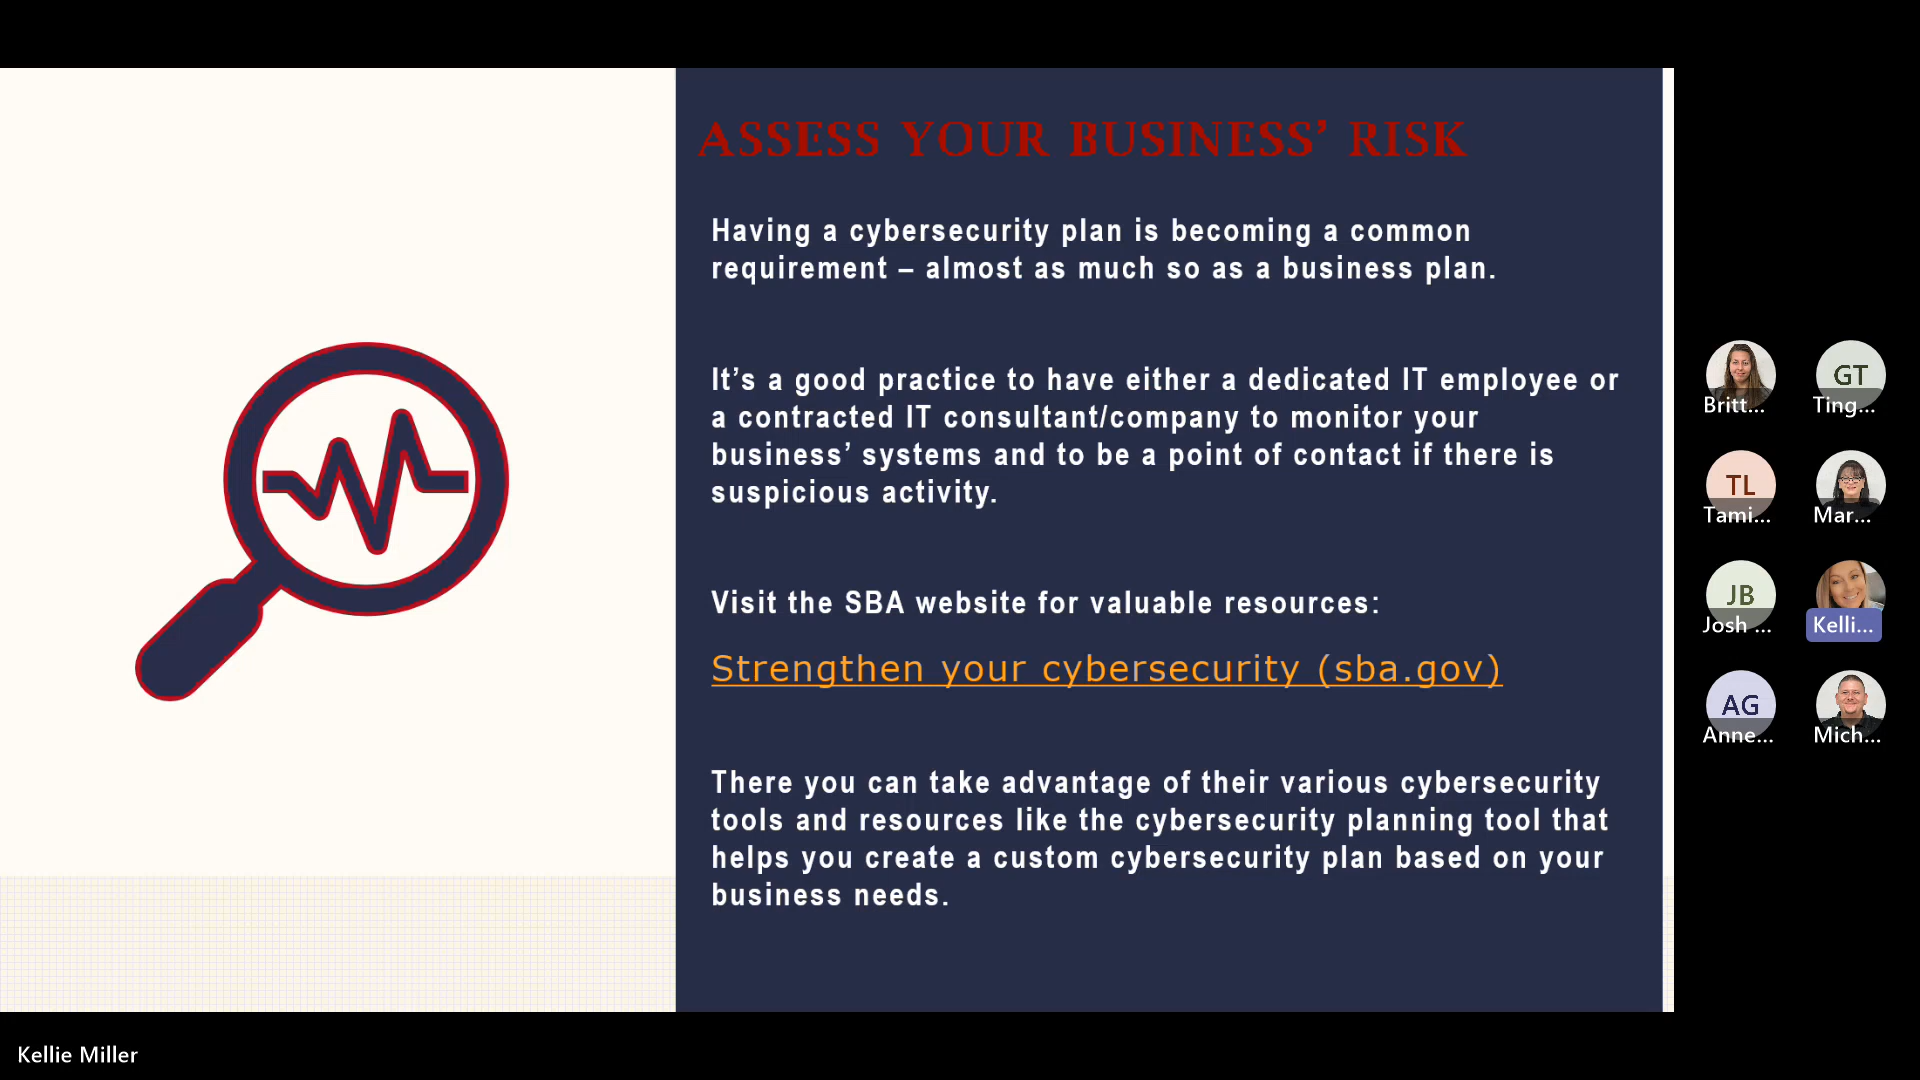 ASSESS YOUR BUSINESS’ RISK
Having a cybersecurity plan is becoming a common
requirement – almost as much so as a business plan.
It’s a good practice to have either a dedicated IT employee or
a contracted IT consultant/company to monitor your
business’ systems and to be a point of contact if there is
suspicious activity.
Visit the SBA website for valuable resources:
Strengthen your cybersecurity (sba.gov)
There you can take advantage of their various cybersecurity
tools and resources like the cybersecurity planning tool that
helps you create a custom cybersecurity plan based on your
business needs.
Britt...
GT
Ting...
TL
Tami...
Mar...
JB
Josh ...
Kelli...
AG
Anne...
Mich...
Kellie Miller